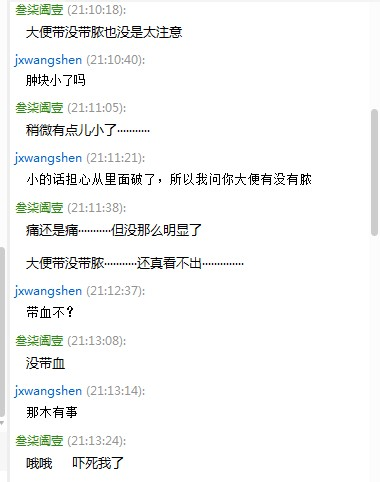 叁柒阖壹 (21:10:18):
大便带没带脓也没是太注意
jxwangshen (21:10:40):
肿块小了吗
叁柒阖壹 (21:11:05):
稍微有点儿小了···········
jxwangshen (21:11:21):
小的话担心从里面破了，所以我问你大便有没有脓
叁柒阖壹 (21:11:38):
痛还是痛···········但没那么明显了
大便带没带脓···········还真看不出··············
jxwangshen (21:12:37):
带血不？
叁柒阖壹 (21:13:08):
没带血
jxwangshen (21:13:14):
那木有事
叁柒阖壹 (21:13:24):
哦哦 吓死我了